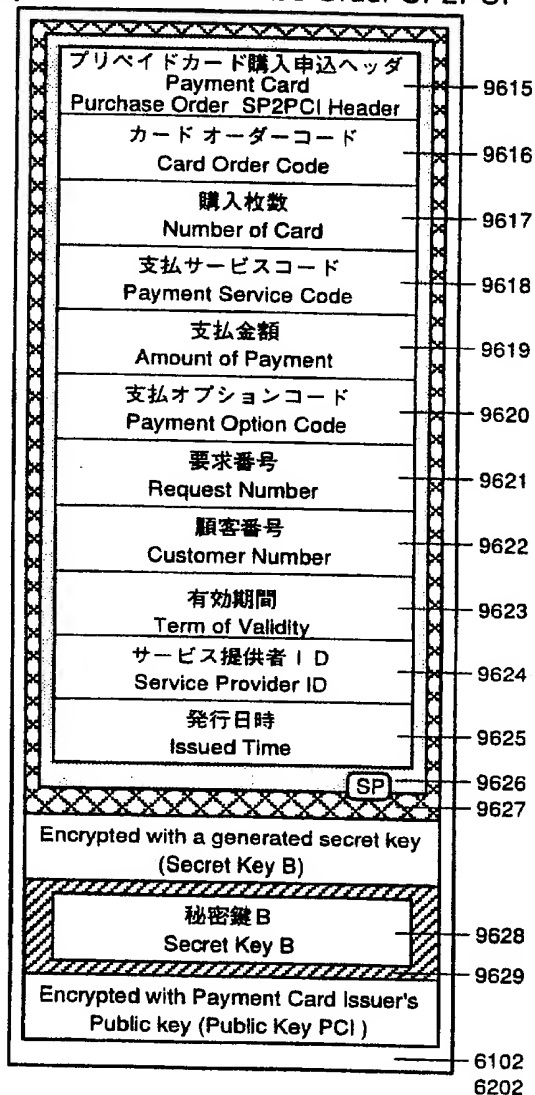 プリペイドカード購入申込ヘッダ
Payment Card
Purchase Order SP2PCI Header
9615
カード オーダーコード
Card Order Code
9616
購入枚数
Number of Card
9617
支払サービスコード
Payment Service Code
9618
支払金額
Amount of Payment
9619
支払オプションコード
Payment Option Code
9620
要求番号
Request Number
9621
顧客番号
Customer Number
9622
有効期間
Term of Validity
9623
サービス提供者 I D
Service Provider ID
9624
発行日時
Issued Time
9625
SP
9626
9627
Encrypted with a generated secret key
(Secret Key B)
秘密鍵B
Secret Key B
9628
9629
Encrypted with Payment Card Issuer's
Public key (Public Key PCI )
6102
6202